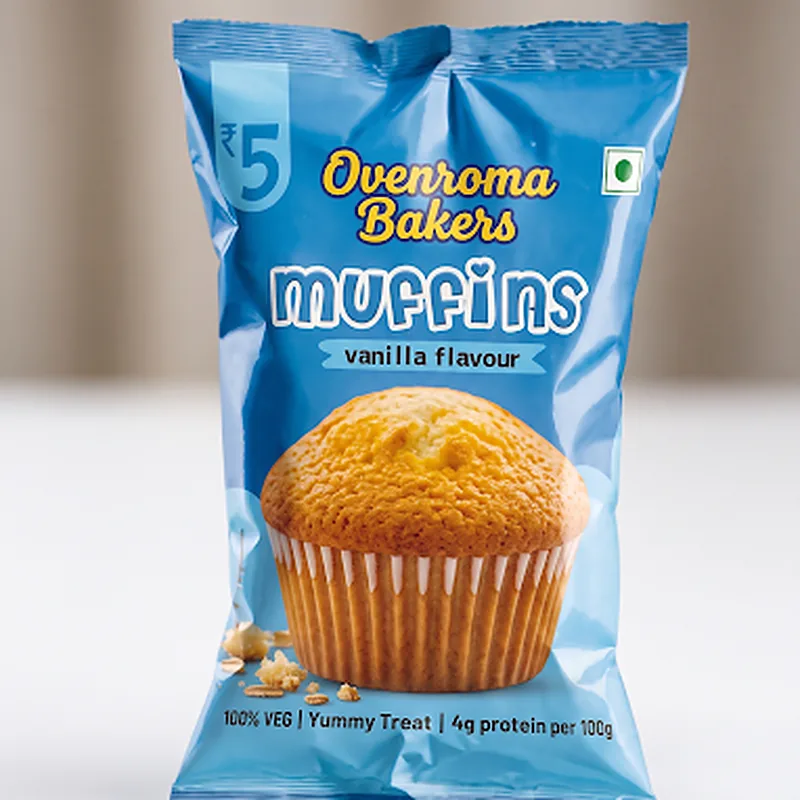 ₹5
Ovenroma
Bakers
muffins
vanilla flavour
100% VEG | Yummy Treat | 4g protein per 100g